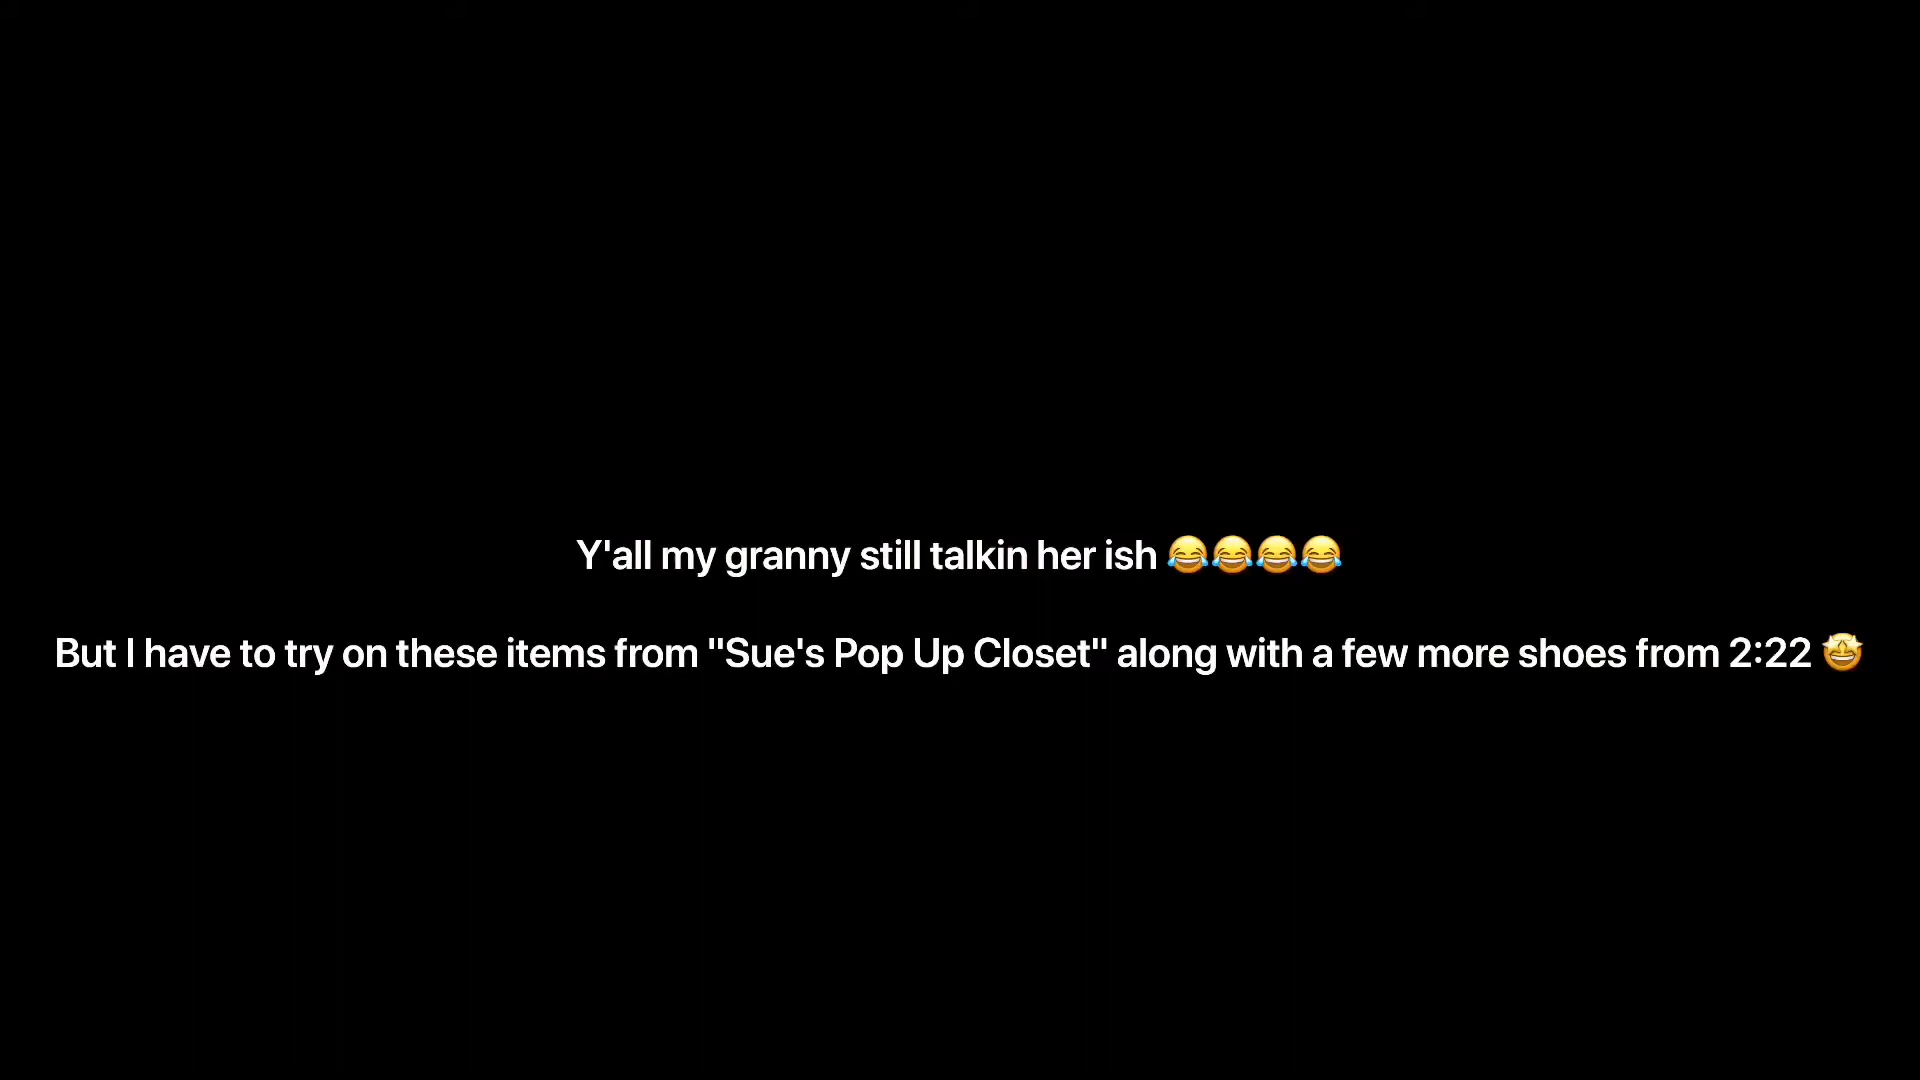 Y'all my granny still talkin her ish 😂😂😂😂
But I have to try on these items from "Sue's Pop Up Closet" along with a few more shoes from 2:22 🤩